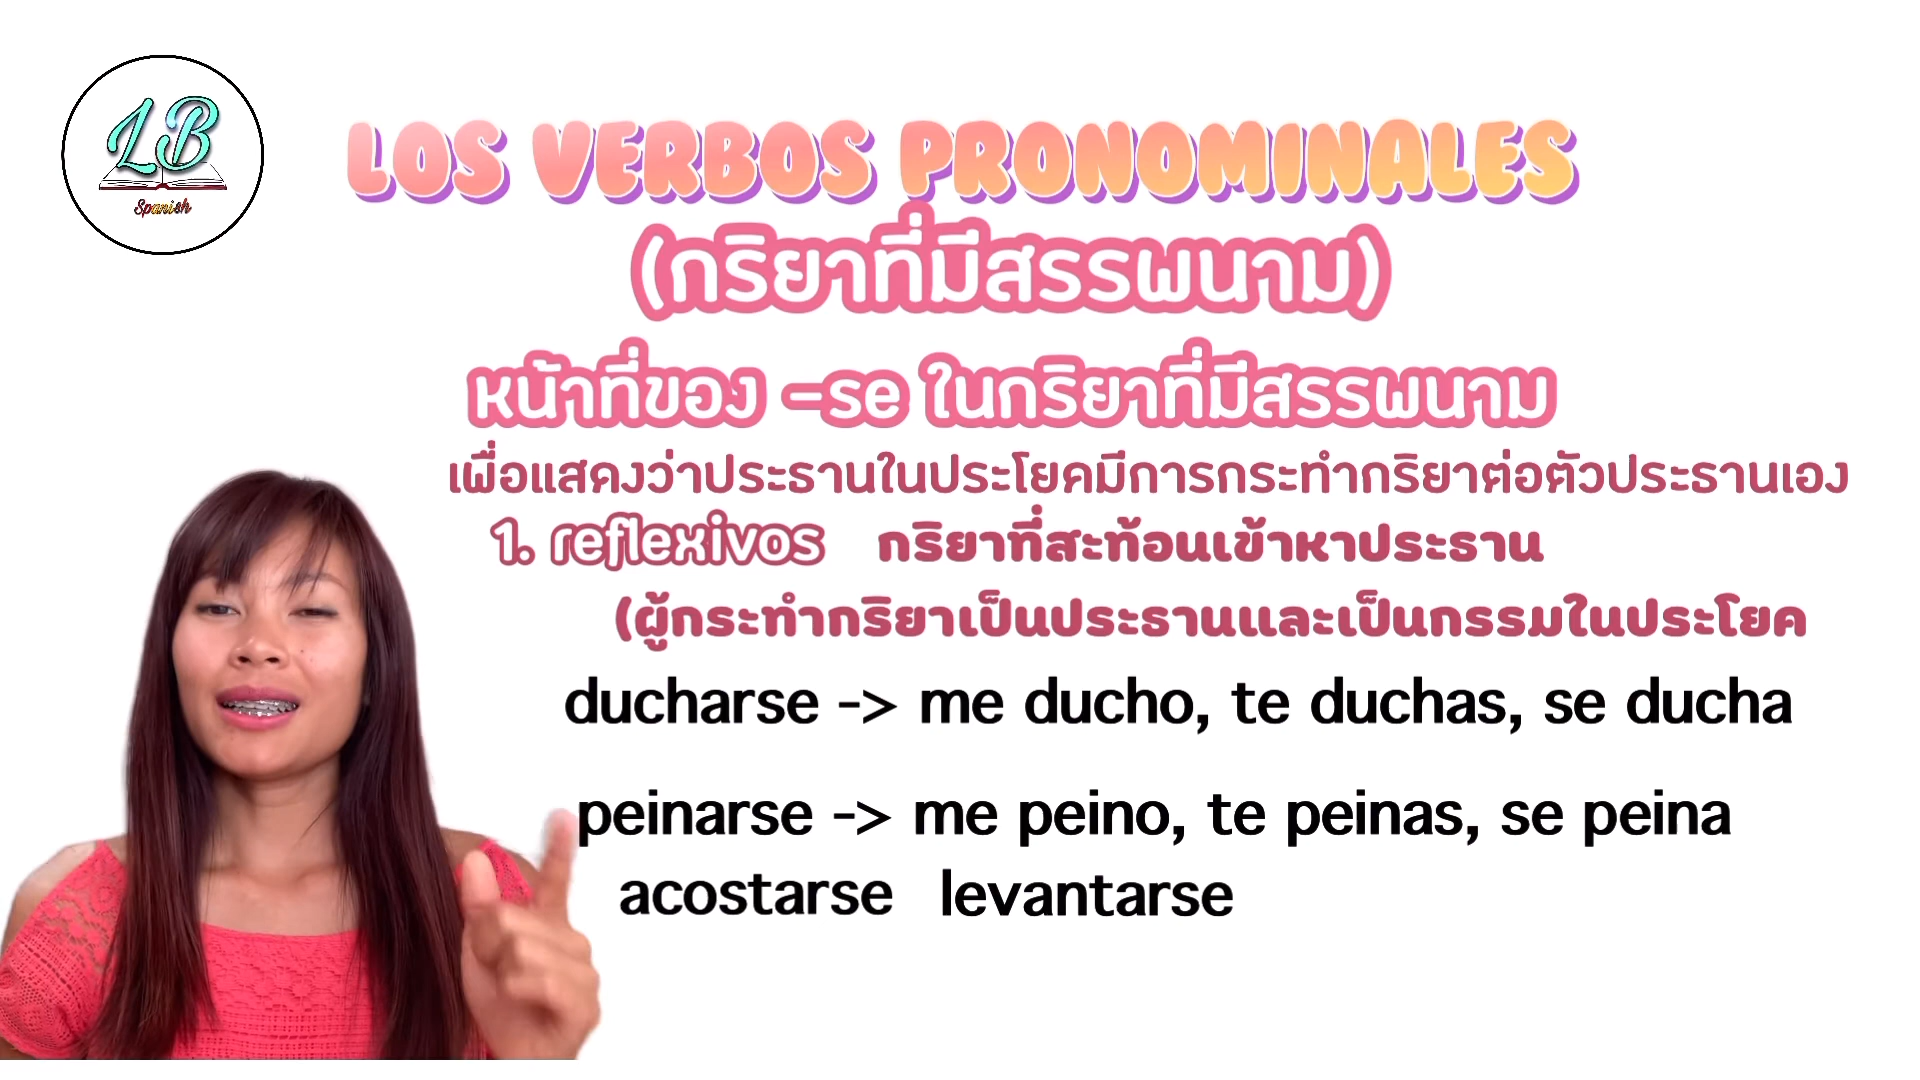 LB
Spanish
LOS VERBOS PRONOMINALES
(กริยาที่มีสรรพนาม)
หน้าที่ของ -se ในกริยาที่มีสรรพนาม
เพื่อแสดงว่าประธานในประโยคมีการกระทำกริยาต่อตัวประธานเอง
1. reflexivos กริยาที่สะท้อนเข้าหาประธาน
(ผู้กระทำกริยาเป็นประธานและเป็นกรรมในประโยค
ducharse -> me ducho, te duchas, se ducha
peinarse -> me peino, te peinas, se peina
acostarse levantarse